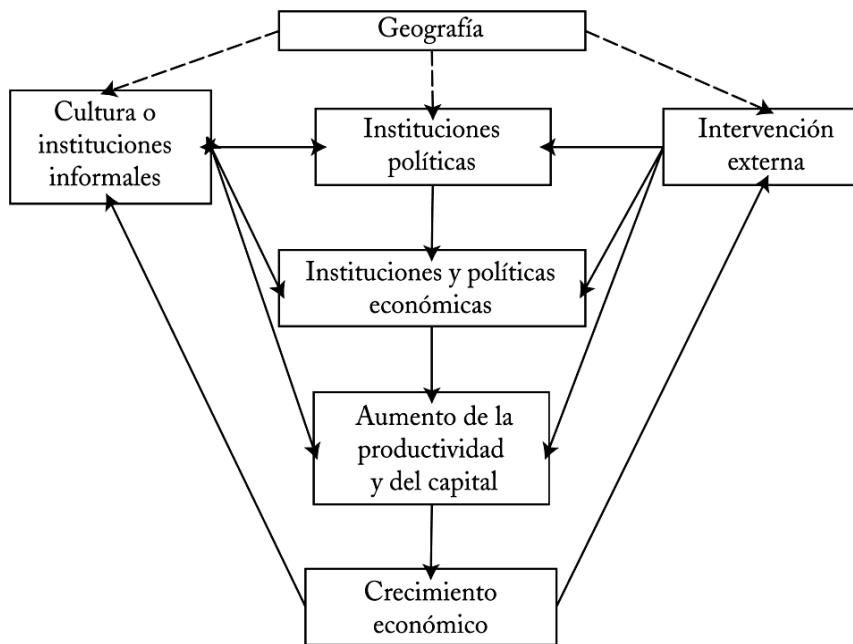 Geografía
Cultura o
instituciones
informales
Instituciones
políticas
Intervención
externa
Instituciones y políticas
económicas
Aumento de la
productividad
y del capital
Crecimiento
económico